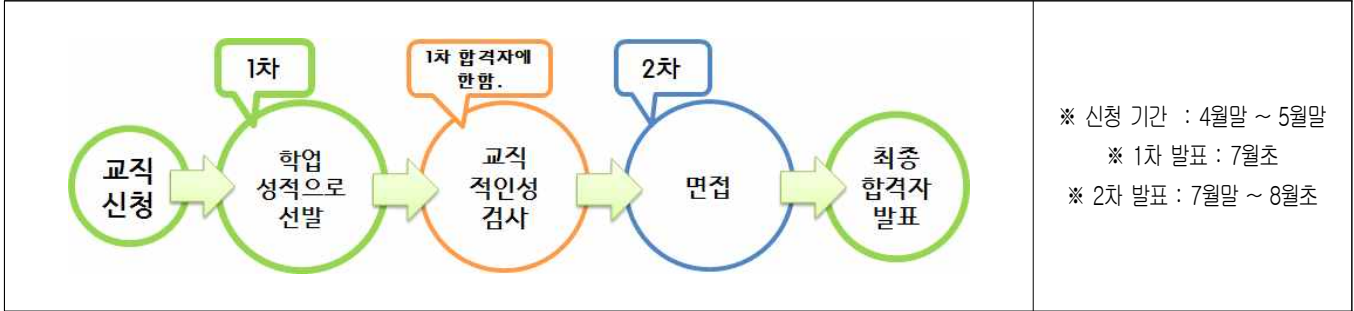 1차
1차 합격자에
한함.
2차
교직
신청
학업
성적으로
선발
교직
적인성
검사
면접
최종
합격자
발표
※ 신청 기간 : 4월말 ~ 5월말
※ 1차 발표 : 7월초
※ 2차 발표 : 7월말 ~ 8월초